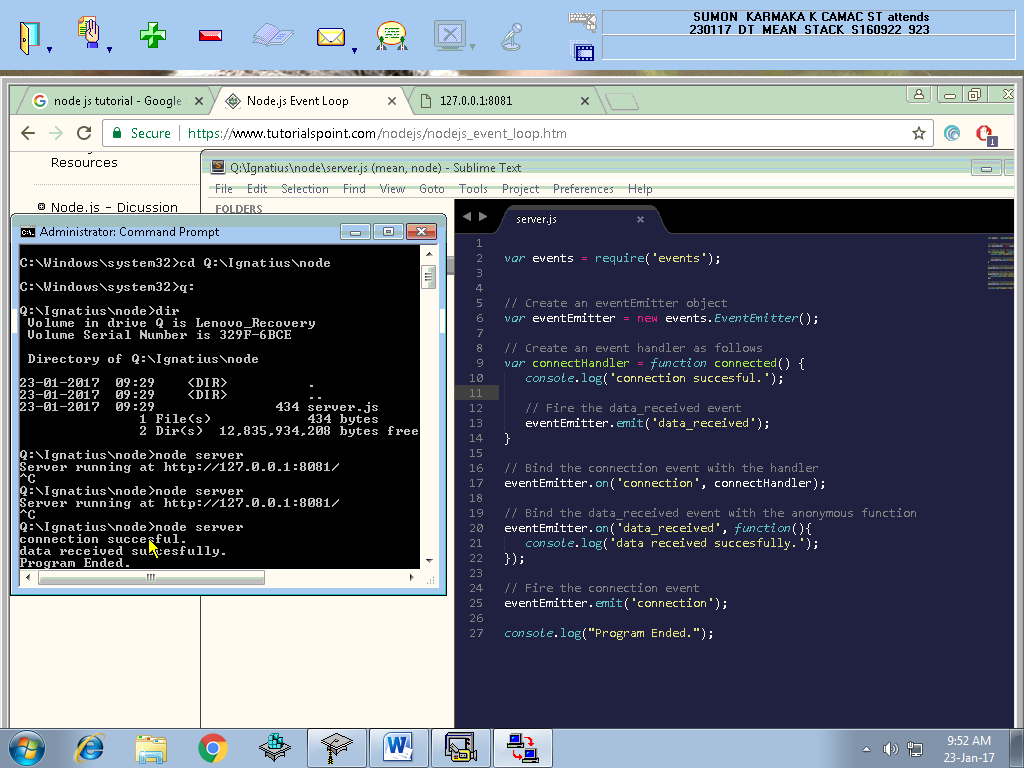 SUMON KARMAKA K CAMAC ST attends
230117 DT MEAN STACK S160922 923
node js tutorial - Google
Node.js Event Loop
127.0.0.1:8081
Secure
https://www.tutorialspoint.com/nodejs/nodejs_event_loop.htm
1
Resources
Node.js - Dicussion
Q:\Ignatius\node\server.js (mean, node) - Sublime Text
File Edit Selection Find View Goto Tools Project Preferences Help
FOLDERS
server.js
Administrator: Command Prompt
C:\Windows\system32>cd Q:\Ignatius\node
C:\Windows\system32>q:
Q:\Ignatius\node>dir
Volume in drive Q is Lenovo_Recovery
Volume Serial Number is 329F-6BCE
Directory of Q:\Ignatius\node
23-01-2017 09:29 <DIR> .
23-01-2017 09:29 <DIR> ..
23-01-2017 09:29 434 server.js
1 File(s) 434 bytes
2 Dir(s) 12,835,934,208 bytes free
Q:\Ignatius\node>node server
Server running at http://127.0.0.1:8081/
^C
Q:\Ignatius\node>node server
Server running at http://127.0.0.1:8081/
^C
Q:\Ignatius\node>node server
connection succesful.
data received succesfully.
Program Ended.
1
2 var events = require('events');
3
4
5 // Create an eventEmitter object
6 var eventEmitter = new events.EventEmitter();
7
8 // Create an event handler as follows
9 var connectHandler = function connected() {
10 console.log('connection succesful.');
11
12 // Fire the data_received event
13 eventEmitter.emit('data_received');
14 }
15
16 // Bind the connection event with the handler
17 eventEmitter.on('connection', connectHandler);
18
19 // Bind the data_received event with the anonymous function
20 eventEmitter.on('data_received', function(){
21 console.log('data received succesfully.');
22 });
23
24 // Fire the connection event
25 eventEmitter.emit('connection');
26
27 console.log("Program Ended.");
9:52 AM
23-Jan-17